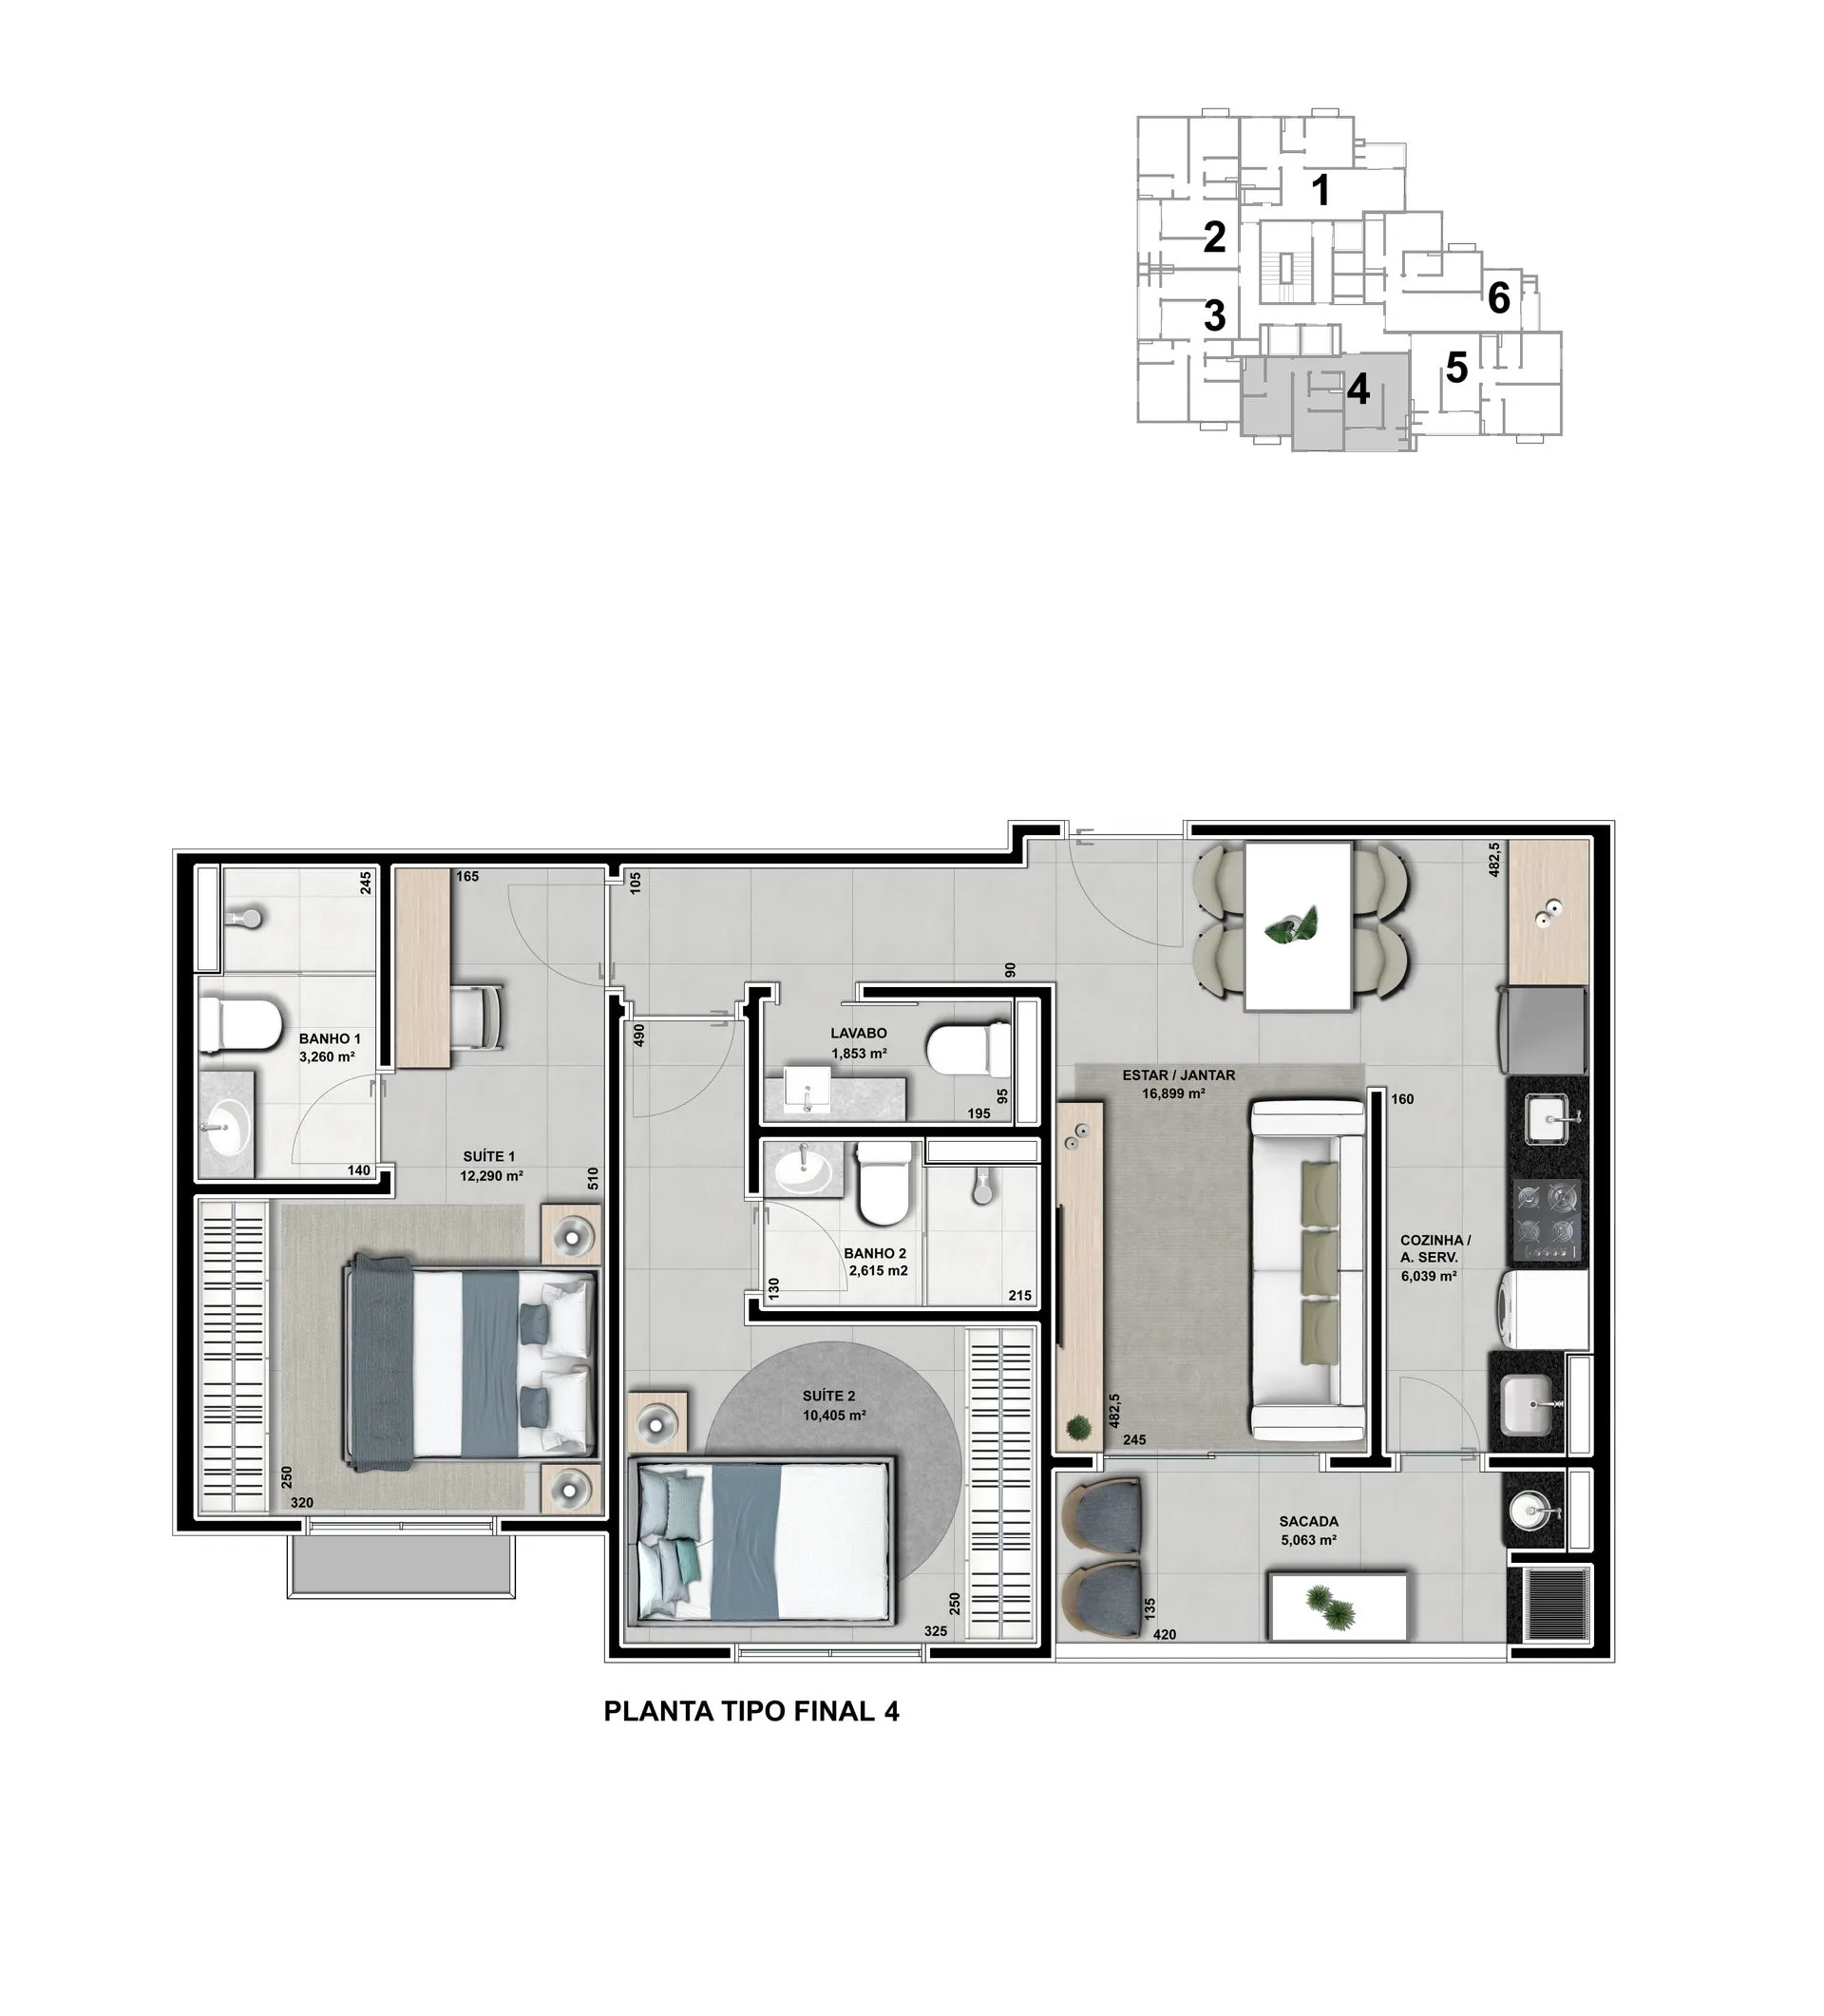 1
2
6
3
5
4
245
165
105
482,5
90
490
LAVABO
1,853 m²
BANHO 1
3,260 m²
ESTAR / JANTAR
16,899 m²
95
195
160
SUÍTE 1
12,290 m²
140
510
COZINHA /
A. SERV.
6,039 m²
BANHO 2
2,615 m2
130
215
SUÍTE 2
10,405 m²
482,5
245
250
320
SACADA
5,063 m²
250
325
135
420
PLANTA TIPO FINAL 4